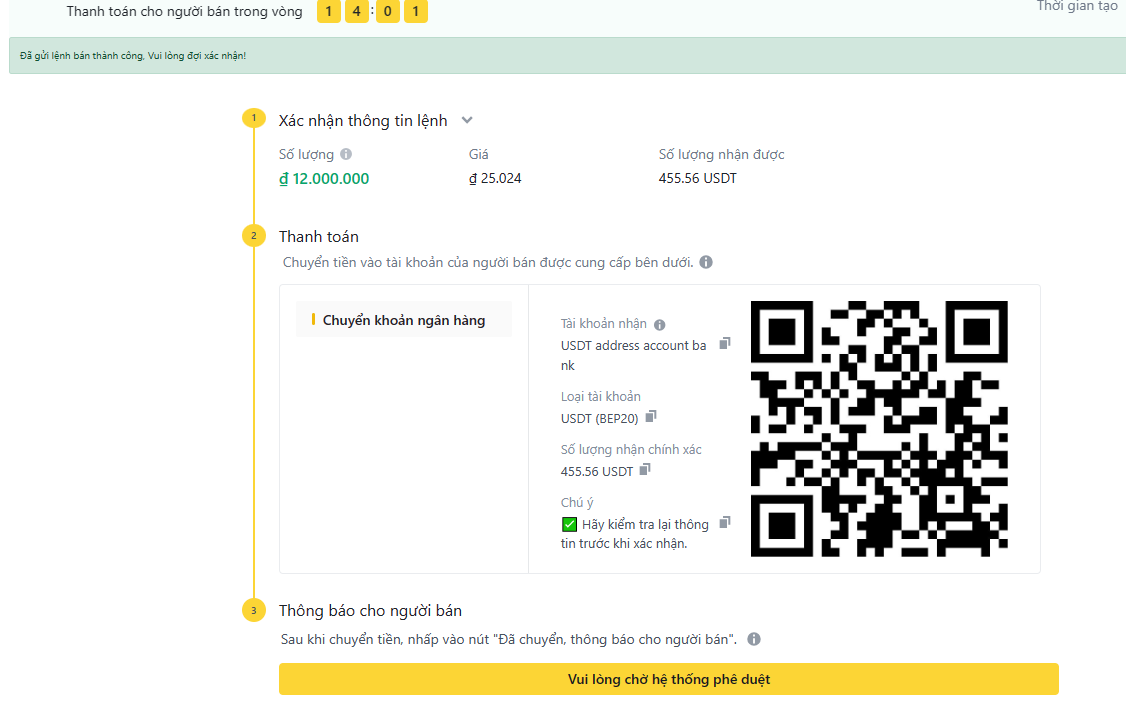 Thanh toán cho người bán trong vòng 1 4 : 0 1
Thời gian tạo
Đã gửi lệnh bán thành công, Vui lòng đợi xác nhận!
1 Xác nhận thông tin lệnh
Số lượng Giá Số lượng nhận được
₫ 12.000.000 ₫ 25.024 455.56 USDT
2 Thanh toán
Chuyển tiền vào tài khoản của người bán được cung cấp bên dưới.
Chuyển khoản ngân hàng
Tài khoản nhận
USDT address account ba
nk
Loại tài khoản
USDT (BEP20)
Số lượng nhận chính xác
455.56 USDT
Chú ý
✅ Hãy kiểm tra lại thông
tin trước khi xác nhận.
3 Thông báo cho người bán
Sau khi chuyển tiền, nhấp vào nút "Đã chuyển, thông báo cho người bán".
Vui lòng chờ hệ thống phê duyệt